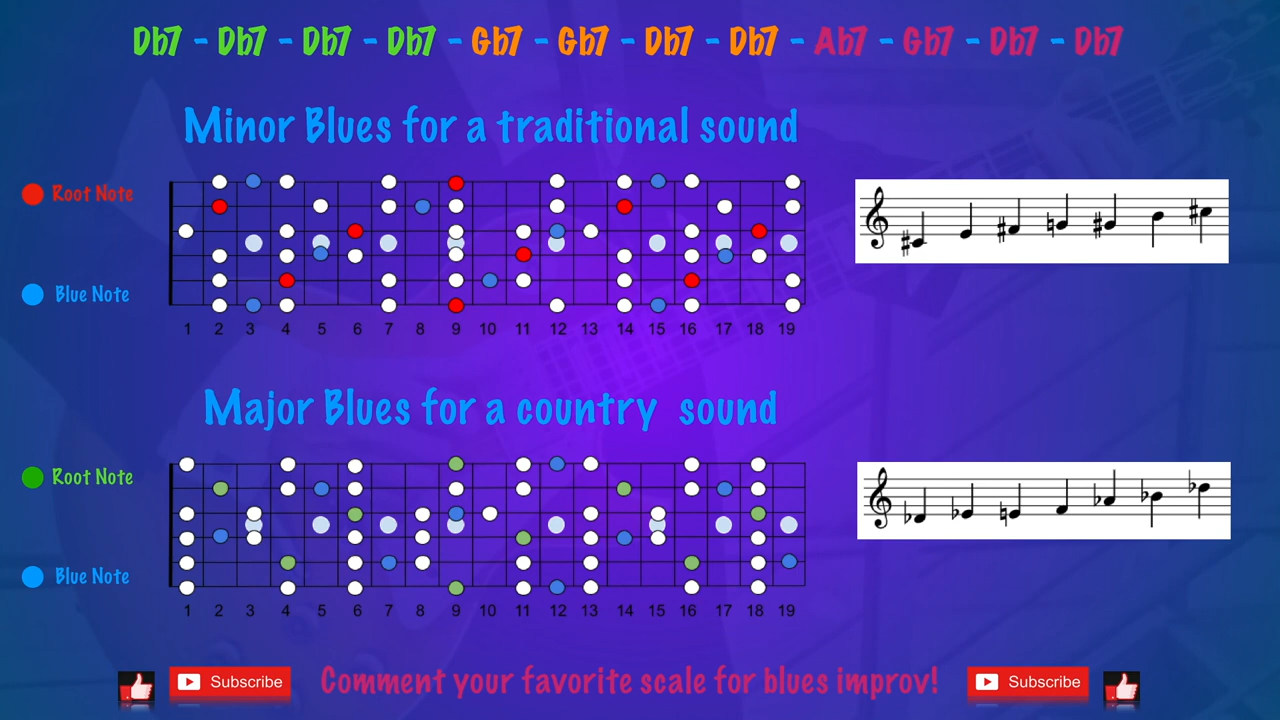 Db7 - Db7 - Db7 - Db7 - Gb7 - Gb7 - Db7 - Db7 - Ab7 - Gb7 - Db7 - Db7
Minor Blues for a traditional sound
Root Note
Blue Note
1 2 3 4 5 6 7 8 9 10 11 12 13 14 15 16 17 18 19
Major Blues for a country sound
Root Note
Blue Note
1 2 3 4 5 6 7 8 9 10 11 12 13 14 15 16 17 18 19
Subscribe
Comment your favorite scale for blues improv!
Subscribe